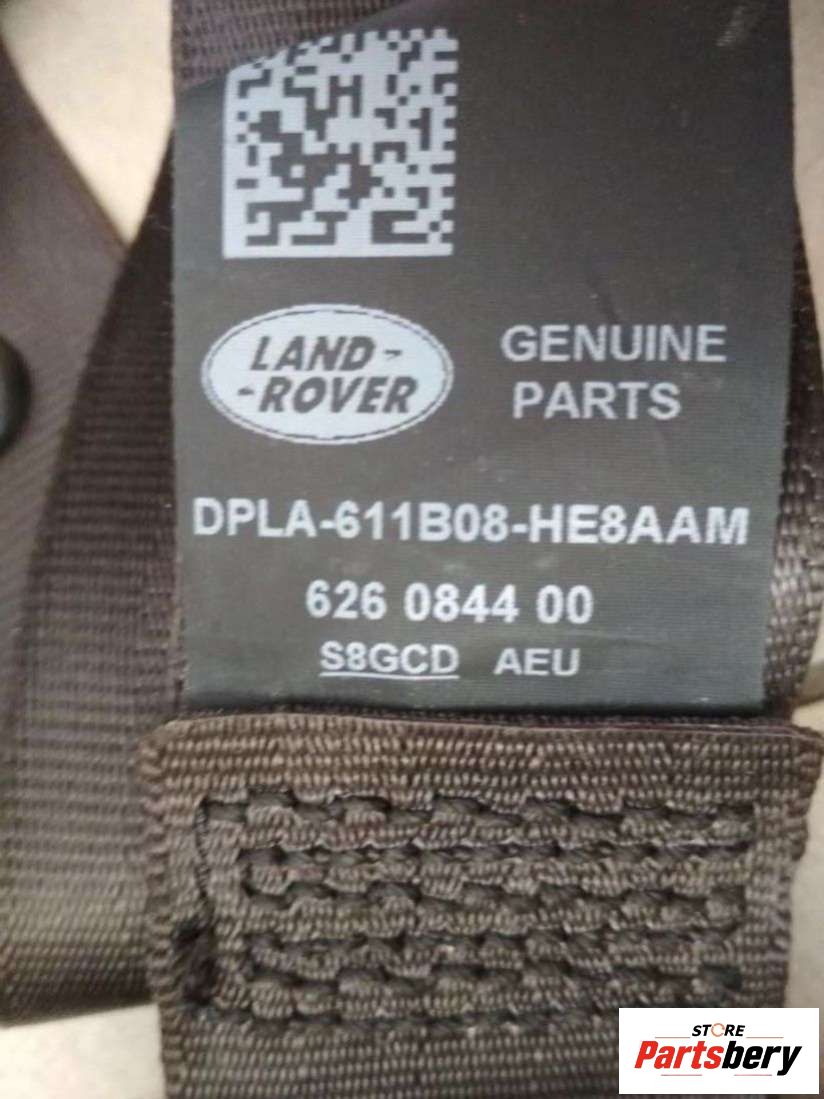 LAND-
-ROVER
GENUINE
PARTS
DPLA-611B08-HE8AAM
626 0844 00
S8GCD AEU
STORE
Partsbery